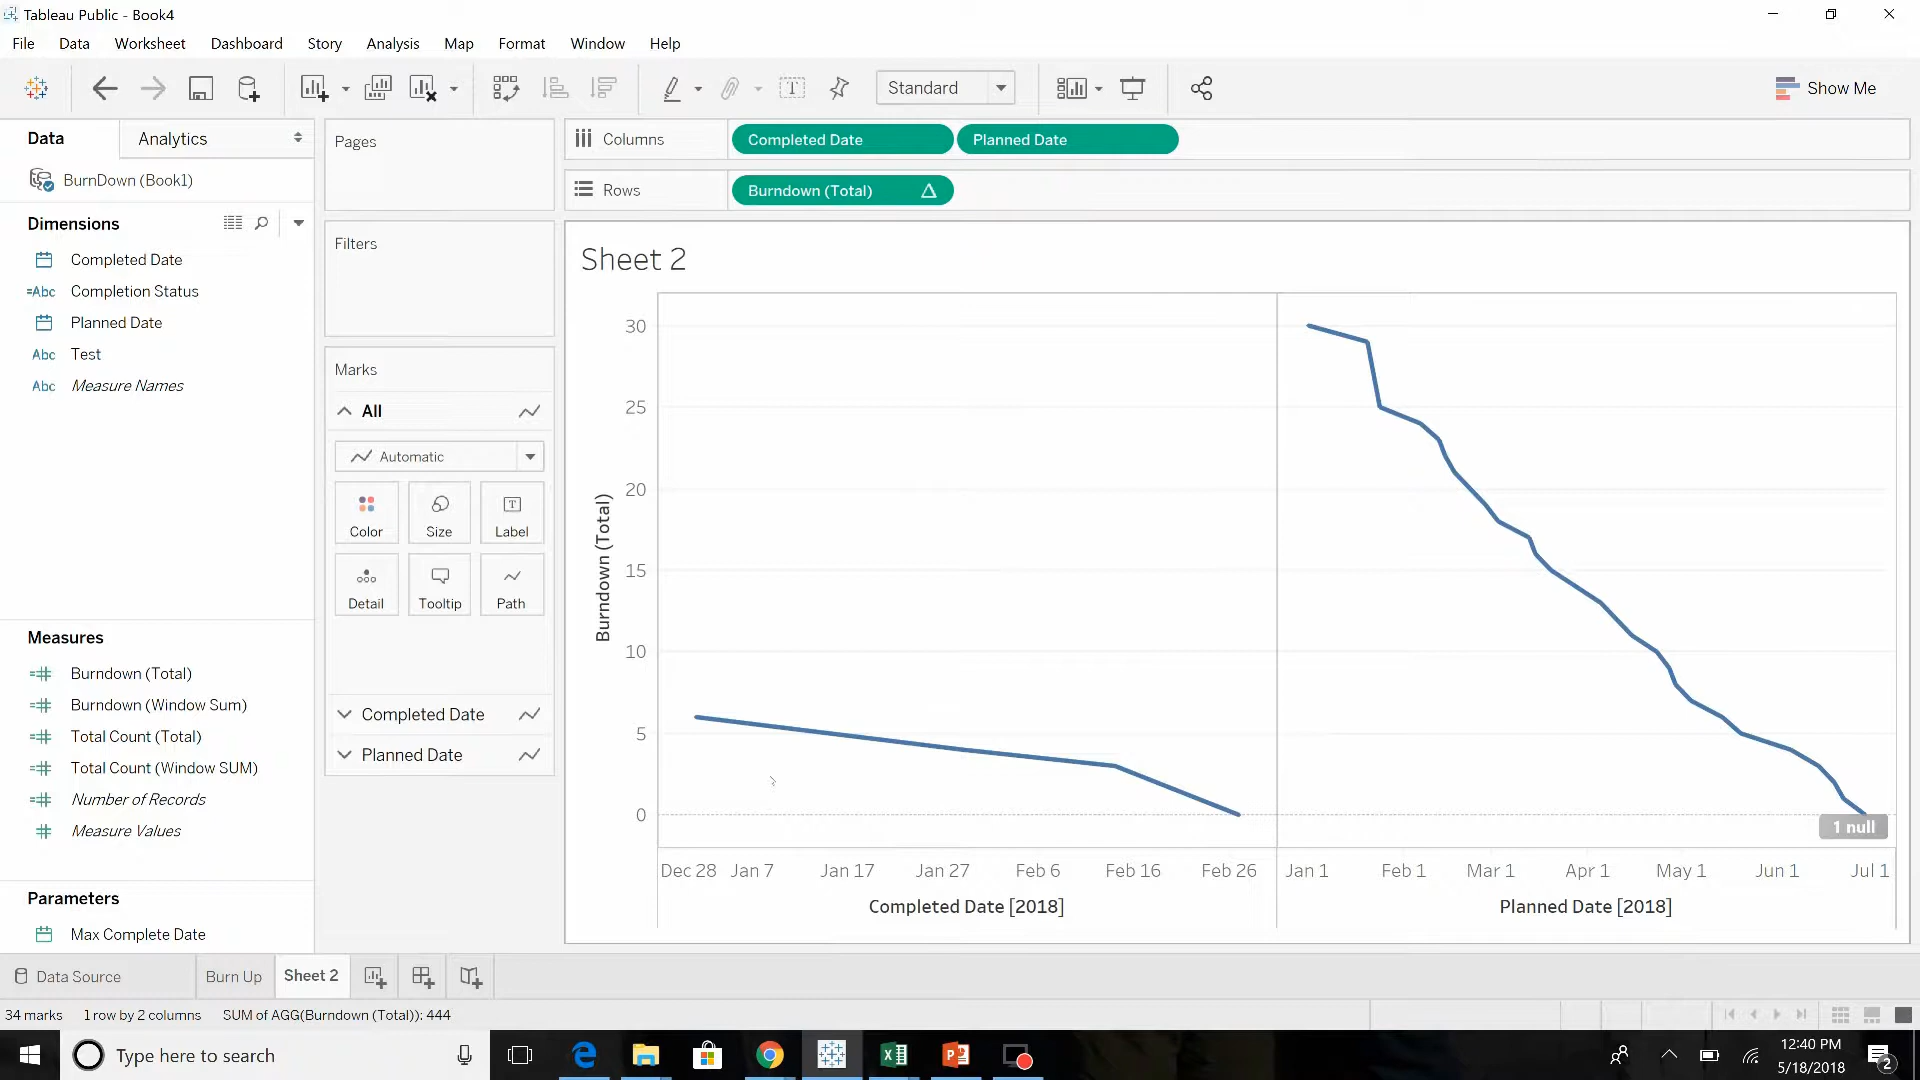 Tableau Public - Book4
File Data Worksheet Dashboard Story Analysis Map Format Window Help
Standard
Show Me
Data
Analytics
BurnDown (Book1)
Dimensions
Completed Date
=Abc Completion Status
Planned Date
Abc Test
Abc Measure Names
Measures
=# Burndown (Total)
=# Burndown (Window Sum)
=# Total Count (Total)
=# Total Count (Window SUM)
=# Number of Records
# Measure Values
Parameters
Max Complete Date
Pages
Filters
Marks
All
Automatic
Color Size Label
Detail Tooltip Path
Completed Date
Planned Date
Columns Completed Date Planned Date
Rows Burndown (Total) Δ
Sheet 2
Burndown (Total)
30
25
20
15
10
5
0
1 null
Dec 28 Jan 7 Jan 17 Jan 27 Feb 6 Feb 16 Feb 26 Jan 1 Feb 1 Mar 1 Apr 1 May 1 Jun 1 Jul 1
Completed Date [2018] Planned Date [2018]
Data Source Burn Up Sheet 2
34 marks 1 row by 2 columns SUM of AGG(Burndown (Total)): 444
Type here to search
12:40 PM
5/18/2018
2